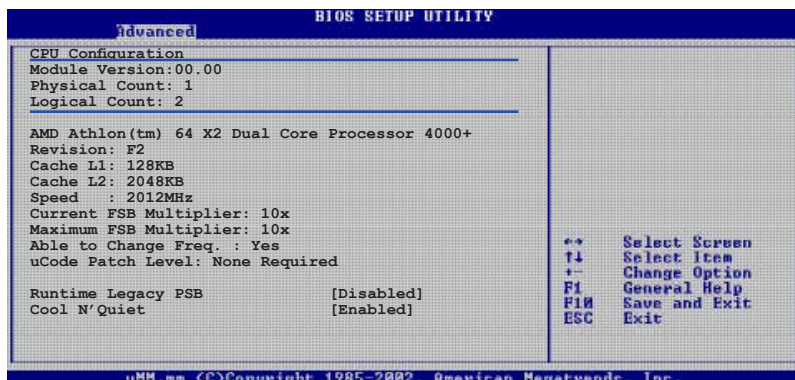 BIOS SETUP UTILITY
Advanced
CPU Configuration
Module Version:00.00
Physical Count: 1
Logical Count: 2
AMD Athlon(tm) 64 X2 Dual Core Processor 4000+
Revision: F2
Cache L1: 128KB
Cache L2: 2048KB
Speed : 2012MHz
Current FSB Multiplier: 10x
Maximum FSB Multiplier: 10x
Able to Change Freq. : Yes
uCode Patch Level: None Required
Runtime Legacy PSB [Disabled]
Cool N'Quiet [Enabled]
↔ Select Screen
↑↓ Select Item
+- Change Option
F1 General Help
F10 Save and Exit
ESC Exit
(C)Copyright 1985-2002, American Megatrends, Inc.